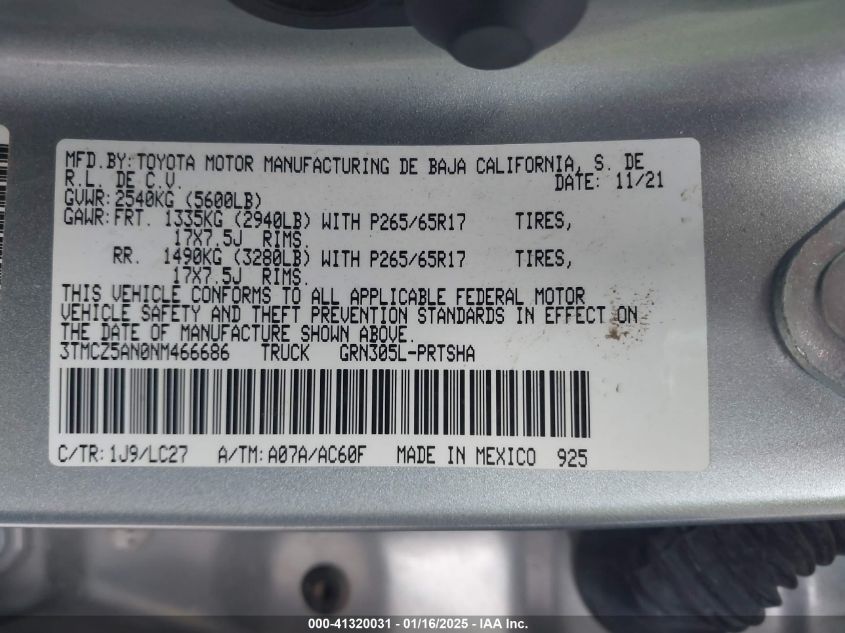 MFD.BY:TOYOTA MOTOR MANUFACTURING DE BAJA CALIFORNIA, S. DE
R.L. DE C.V. DATE: 11/21
GVWR:2540KG (5600LB)
GAWR:FRT. 1335KG (2940LB) WITH P265/65R17 TIRES,
17X7.5J RIMS.
RR. 1490KG (3280LB) WITH P265/65R17 TIRES,
17X7.5J RIMS.
THIS VEHICLE CONFORMS TO ALL APPLICABLE FEDERAL MOTOR
VEHICLE SAFETY AND THEFT PREVENTION STANDARDS IN EFFECT ON
THE DATE OF MANUFACTURE SHOWN ABOVE.
3TMCZ5AN0NM466686 TRUCK GRN305L-PRTSHA
C/TR:1J9/LC27 A/TM:A07A/AC60F MADE IN MEXICO 925
000-41320031 - 01/16/2025 - IAA Inc.